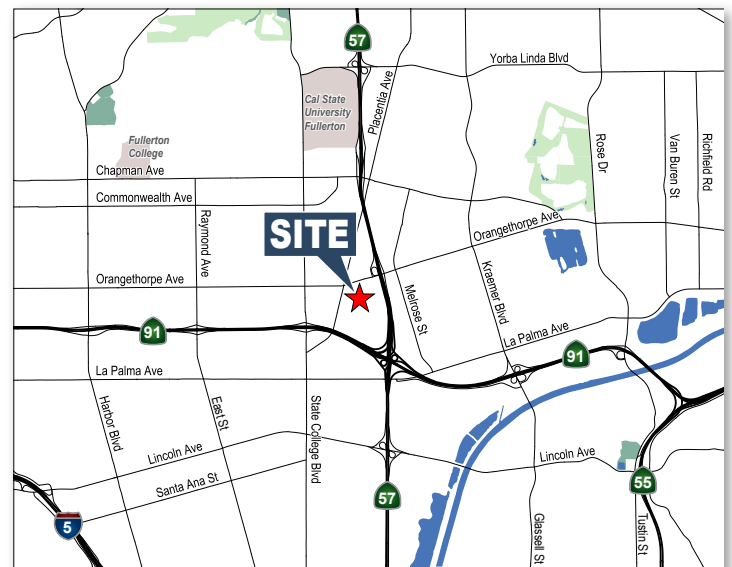 57
Yorba Linda Blvd
Placentia Ave
Cal State
University
Fullerton
Fullerton
College
Rose Dr
Van Buren St
Richfield Rd
Chapman Ave
Commonwealth Ave
Raymond Ave
SITE
Orangethorpe Ave
Orangethorpe Ave
Kraemer Blvd
Melrose St
91
La Palma Ave
91
La Palma Ave
Harbor Blvd
East St
State College Blvd
Lincoln Ave
Lincoln Ave
Santa Ana St
55
57
5
Glassell St
Tustin St